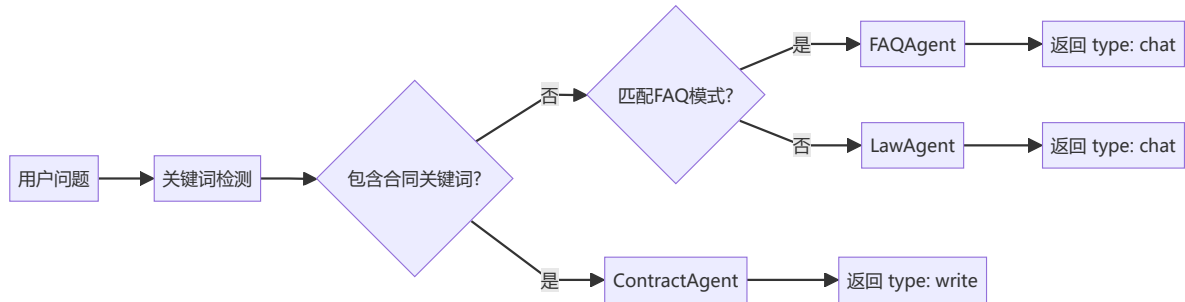 用户问题
关键词检测
包含合同关键词?
否
匹配FAQ模式?
是
FAQAgent
返回 type: chat
否
LawAgent
返回 type: chat
是
ContractAgent
返回 type: write